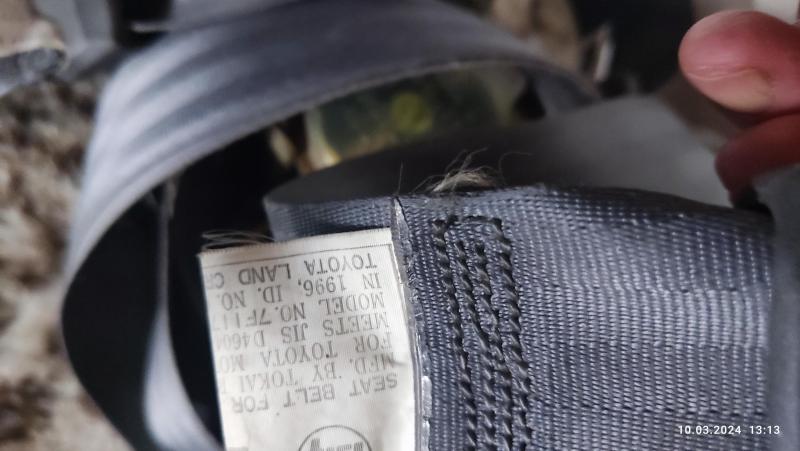 SEAT BELT FOR
MFD. BY TOKAI
FOR TOYOTA MO
MEETS JIS D460
MODEL NO. 7F117
IN 1996, ID. NO.
TOYOTA LAND
10.03.2024 13:13